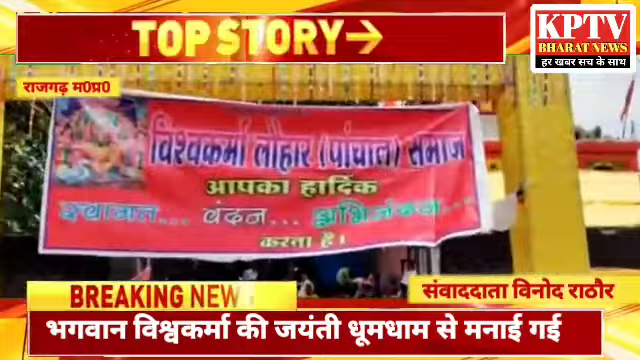 TOP STORY
KPTV
BHARAT NEWS
हर खबर सच के साथ
राजगढ़ म0प्र0
विश्वकर्मा लौहार (पांचाल) समाज
आपका हार्दिक
स्वागत... वंदन... अभिनंदन...
करता है।
संवाददाता विनोद राठौर
BREAKING NEW
भगवान विश्वकर्मा की जयंती धूमधाम से मनाई गई